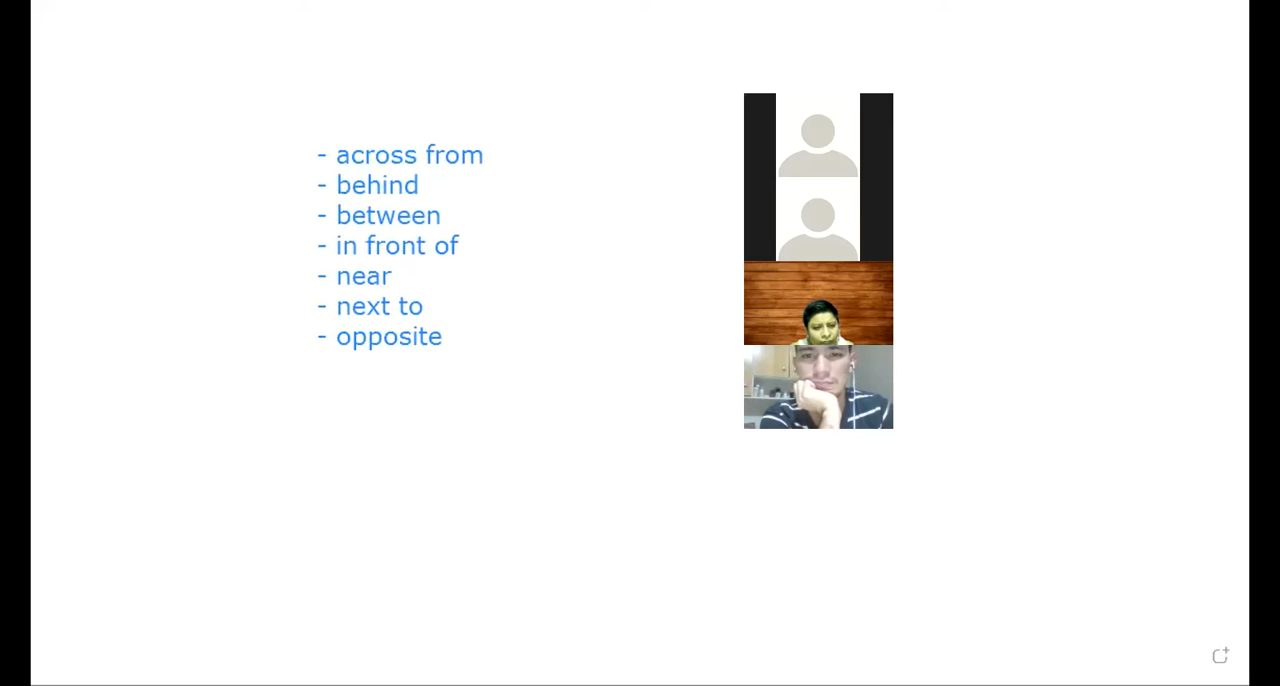 - across from
- behind
- between
- in front of
- near
- next to
- opposite